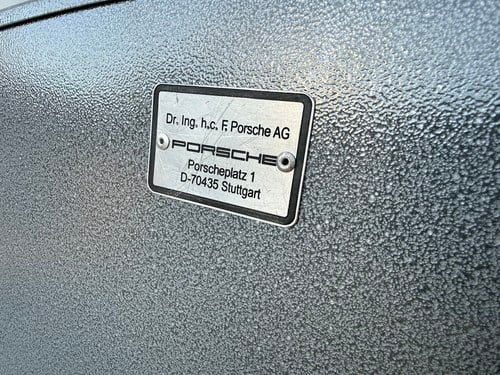 Dr. Ing. h.c. F. Porsche AG
PORSCHE
Porscheplatz 1
D-70435 Stuttgart